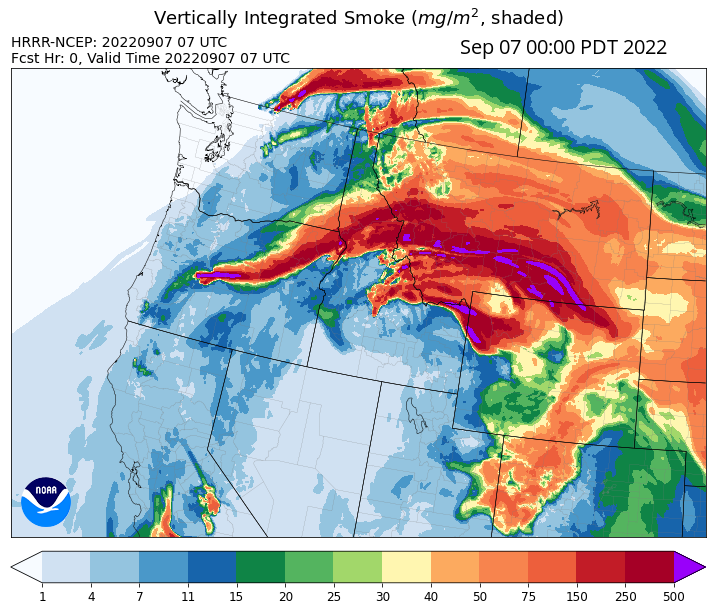 Vertically Integrated Smoke (mg/m², shaded)
HRRR-NCEP: 20220907 07 UTC
Fcst Hr: 0, Valid Time 20220907 07 UTC
Sep 07 00:00 PDT 2022
NOAA
1 4 7 11 15 20 25 30 40 50 75 150 250 500